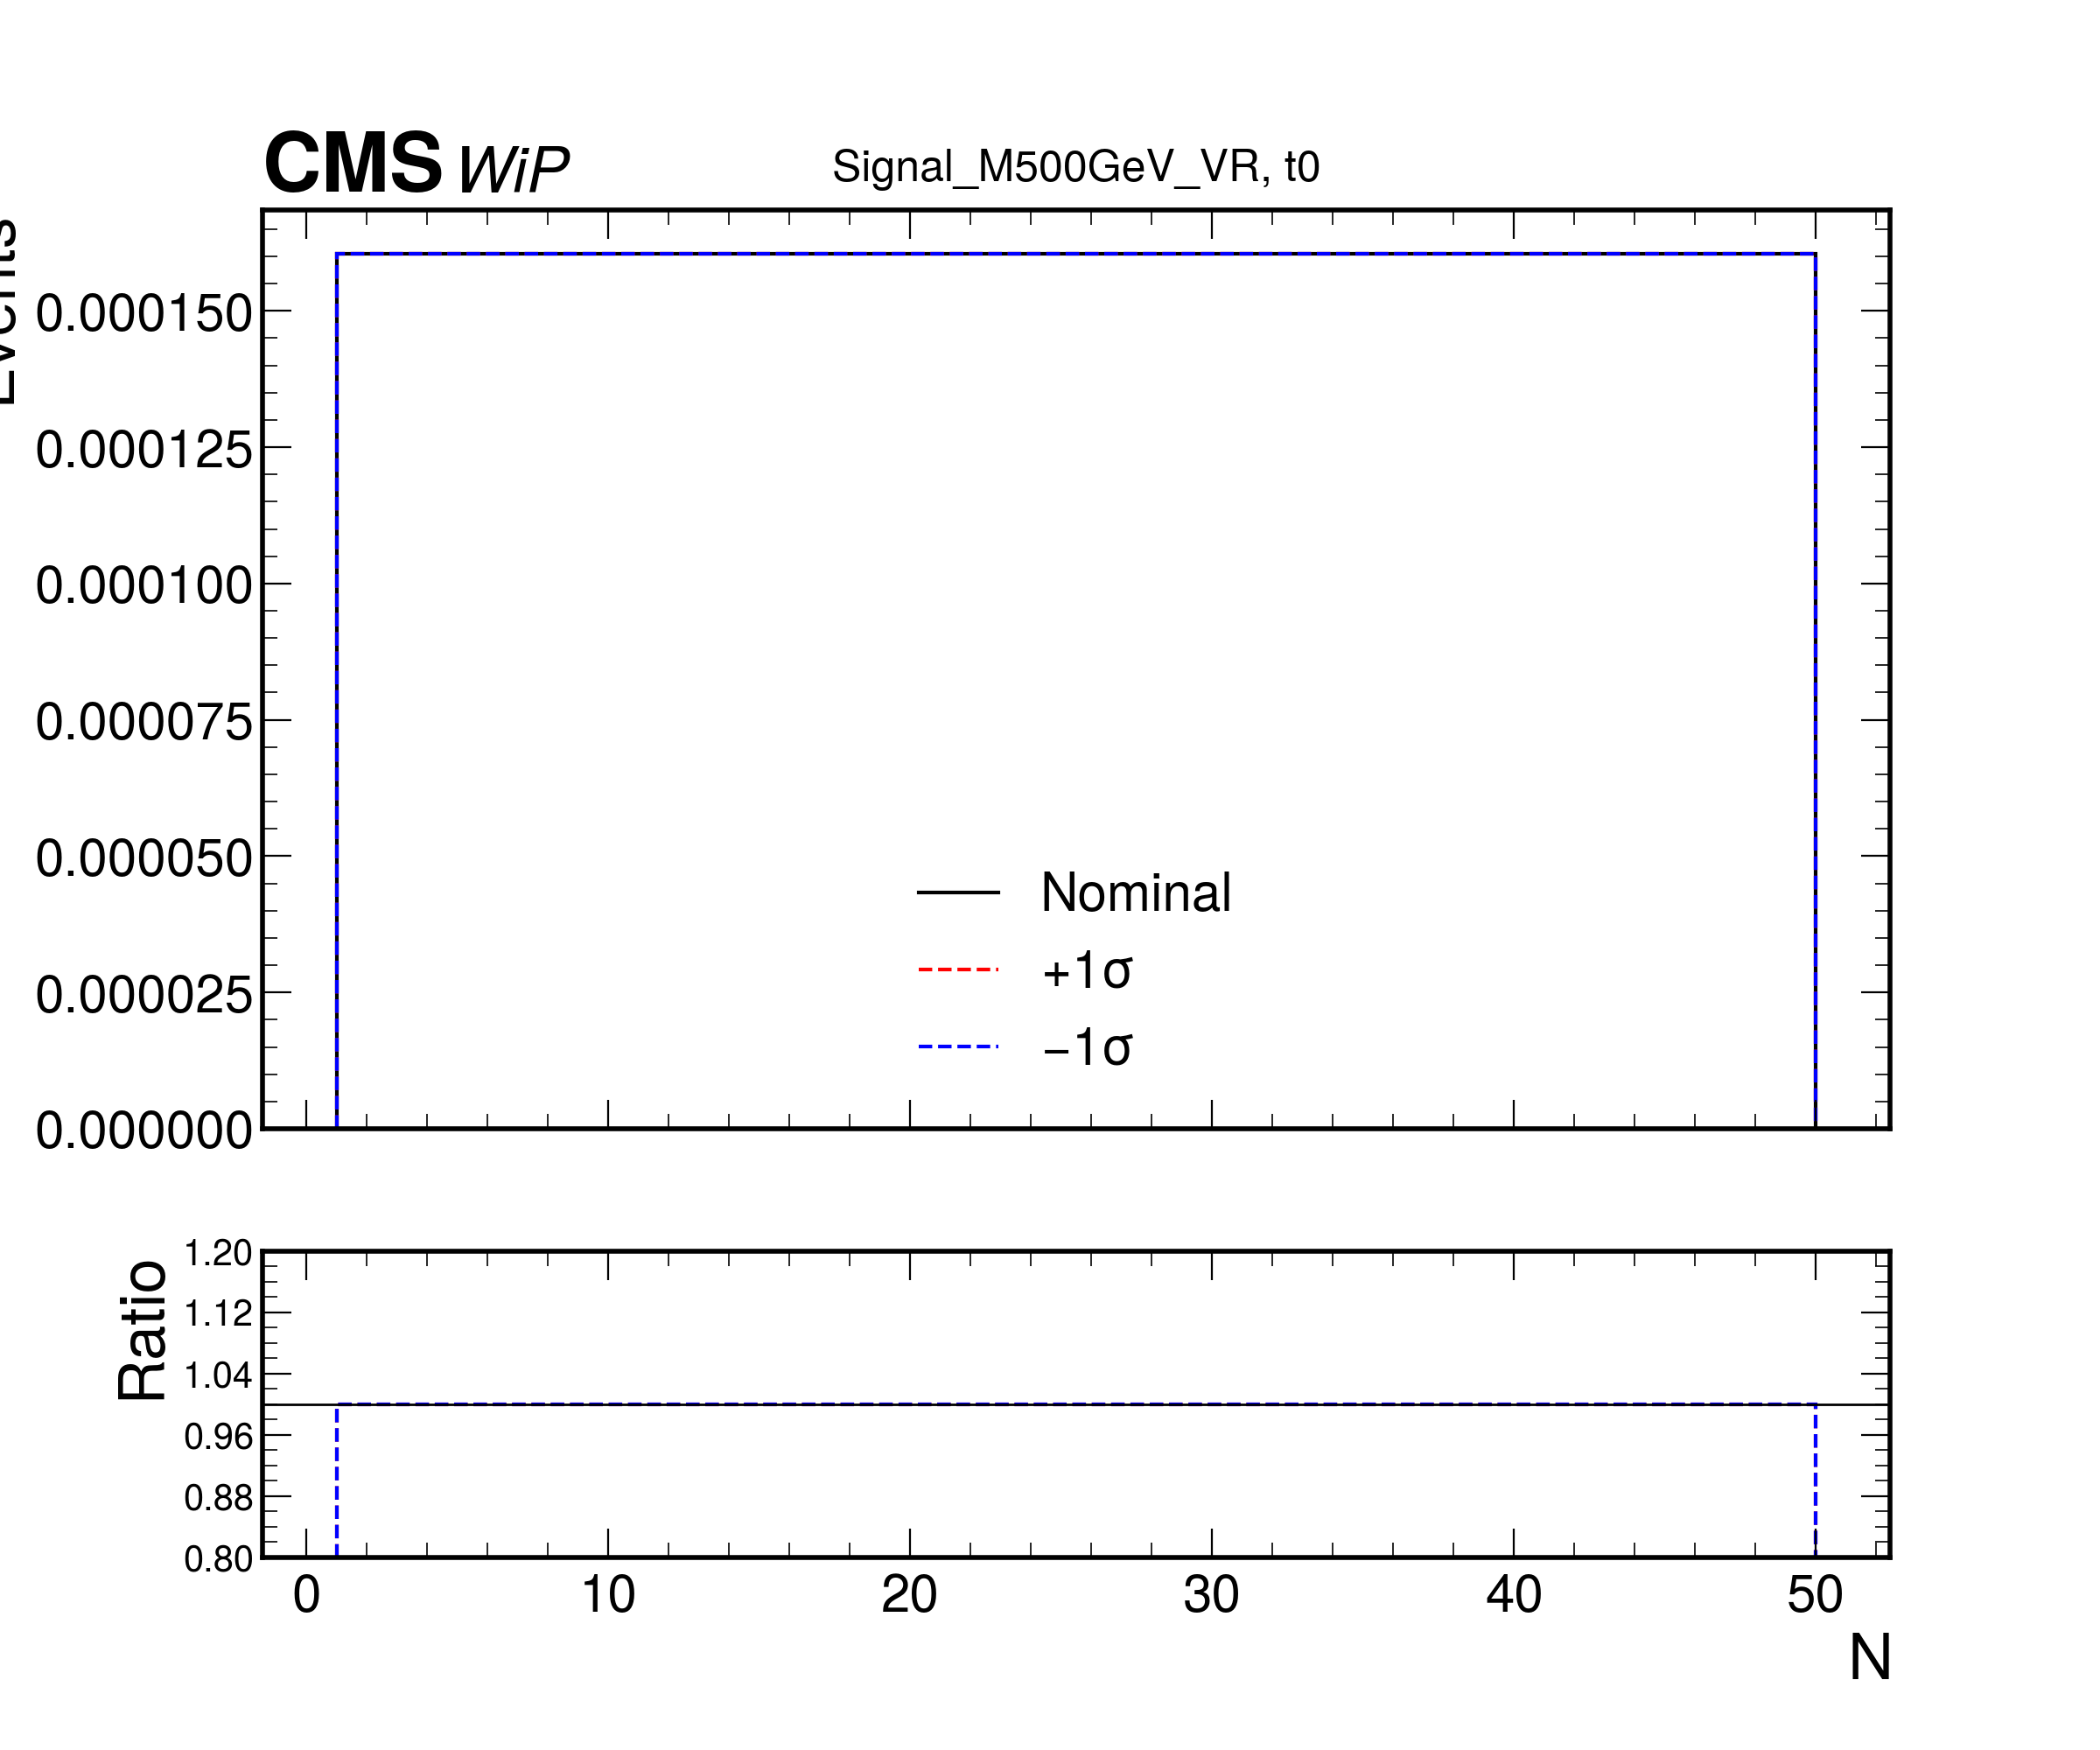 CMS WiP
Signal_M500GeV_VR, t0
Events
0.000150
0.000125
0.000100
0.000075
0.000050
0.000025
0.000000
Nominal
+1σ
−1σ
Ratio
1.20
1.12
1.04
0.96
0.88
0.80
0 10 20 30 40 50
N